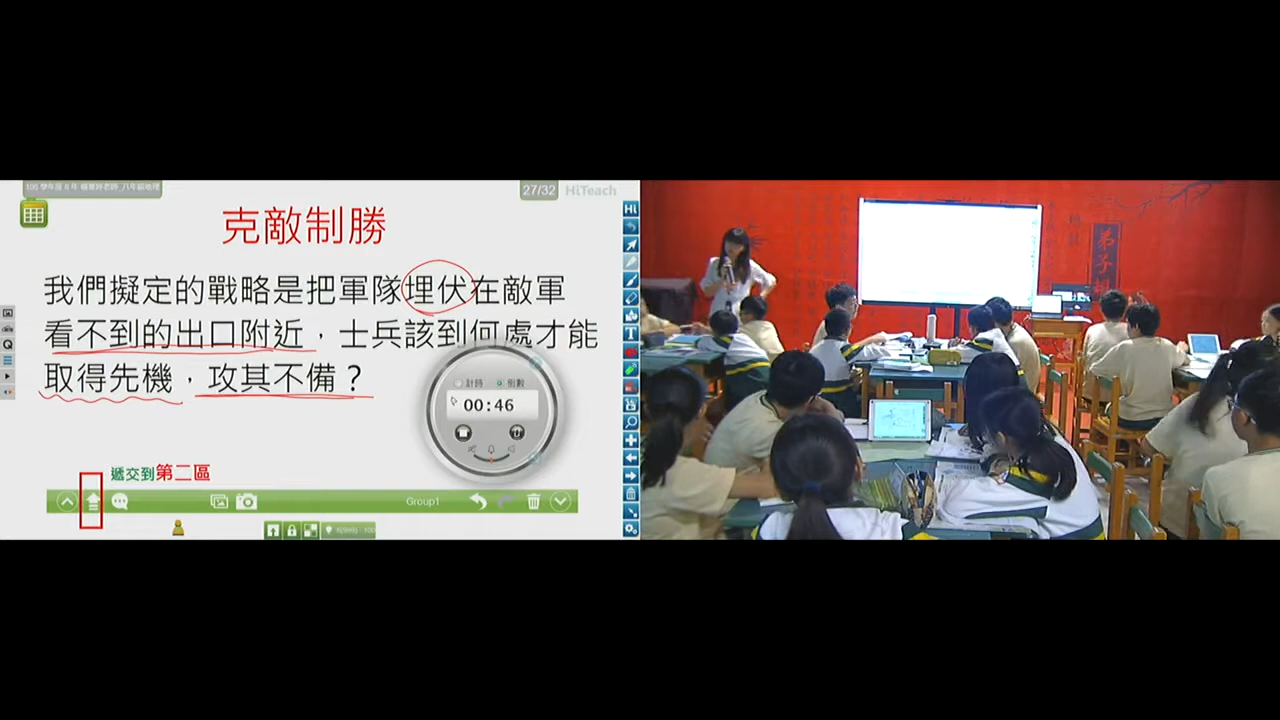 27/32
HiTeach
克敵制勝
我們擬定的戰略是把軍隊埋伏在敵軍
看不到的出口附近，士兵該到何處才能
取得先機，攻其不備？
計時
倒數
00:46
遞交到第二區
Group1
弟子規